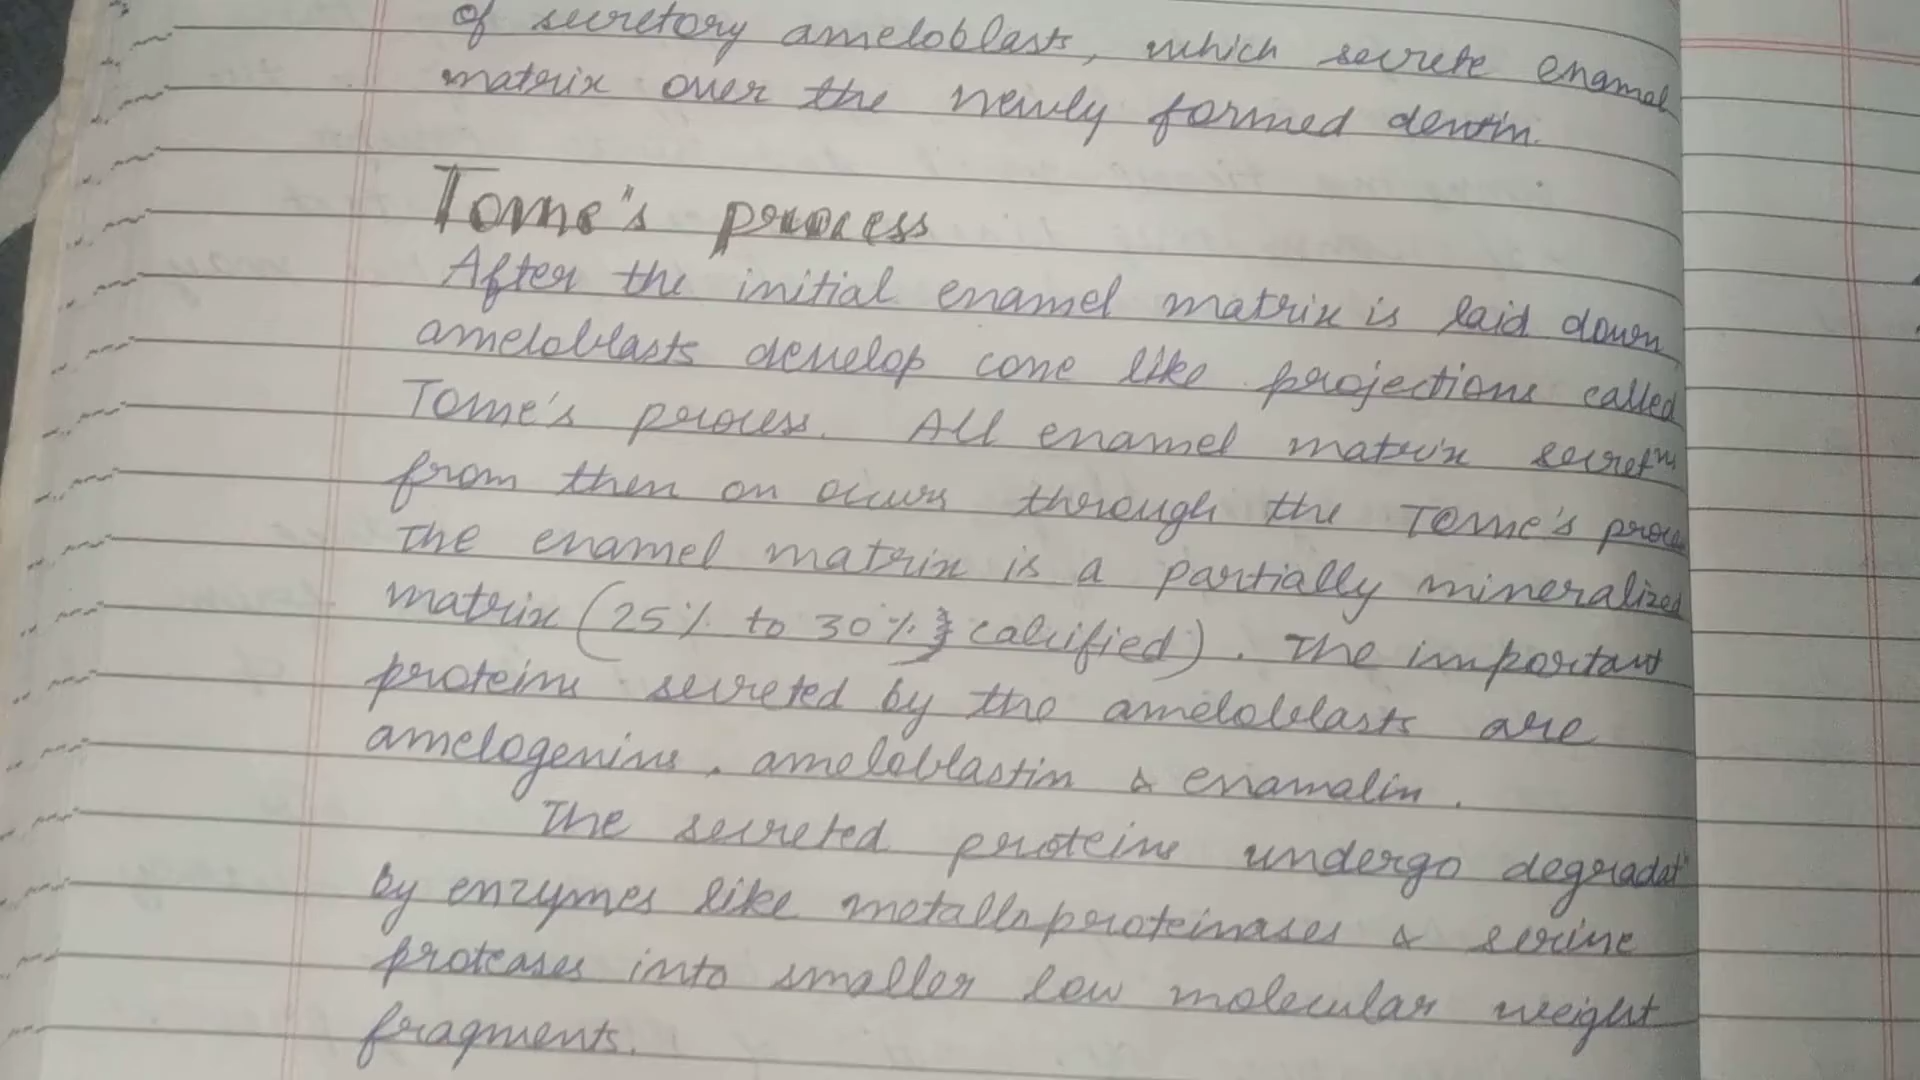 of secretory ameloblasts, which secrete enamel
matrix over the newly formed dentin.
Tome's process
After the initial enamel matrix is laid down
ameloblasts develop cone like projections called
Tome's process. All enamel matrix secretn
from then on occurs through the Tome's proce
The enamel matrix is a partially mineralized
matrix (25% to 30% calcified). The important
proteins secreted by the ameloblasts are
amelogenins, ameloblastin & enamalin.
The secreted proteins undergo degradatn
by enzymes like metalloproteinases & serine
proteases into smaller low molecular weight
fragments.